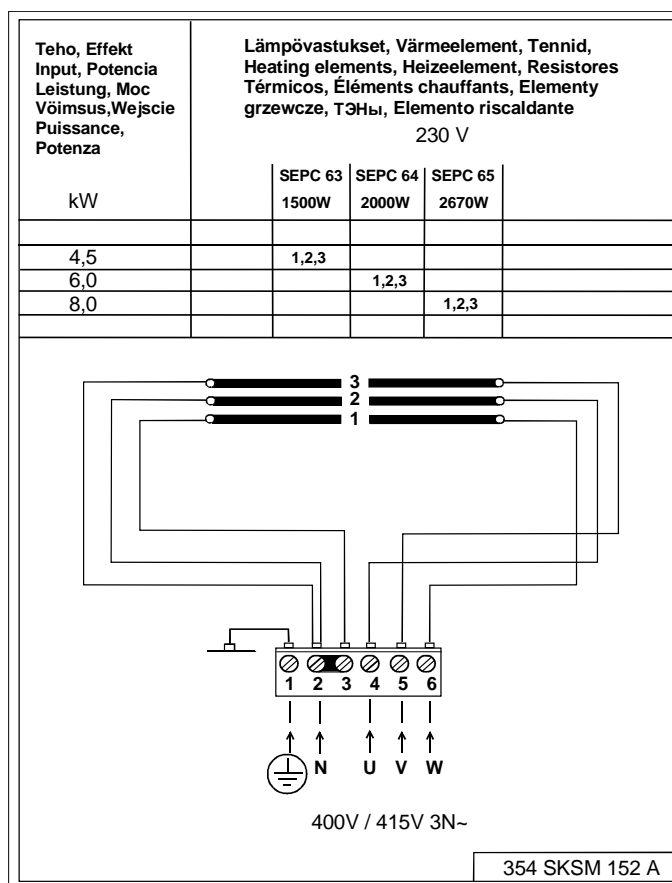 Teho, Effekt
Input, Potencia
Leistung, Moc
Vöimsus,Wejscie
Puissance,
Potenza
kW
Lämpövastukset, Värmeelement, Tennid,
Heating elements, Heizeelement, Resistores
Térmicos, Éléments chauffants, Elementy
grzewcze, ТЭНы, Elemento riscaldante
230 V
SEPC 63 SEPC 64 SEPC 65
1500W 2000W 2670W
4,5 1,2,3
6,0 1,2,3
8,0 1,2,3
3
2
1
1 2 3 4 5 6
N U V W
400V / 415V 3N~
354 SKSM 152 A